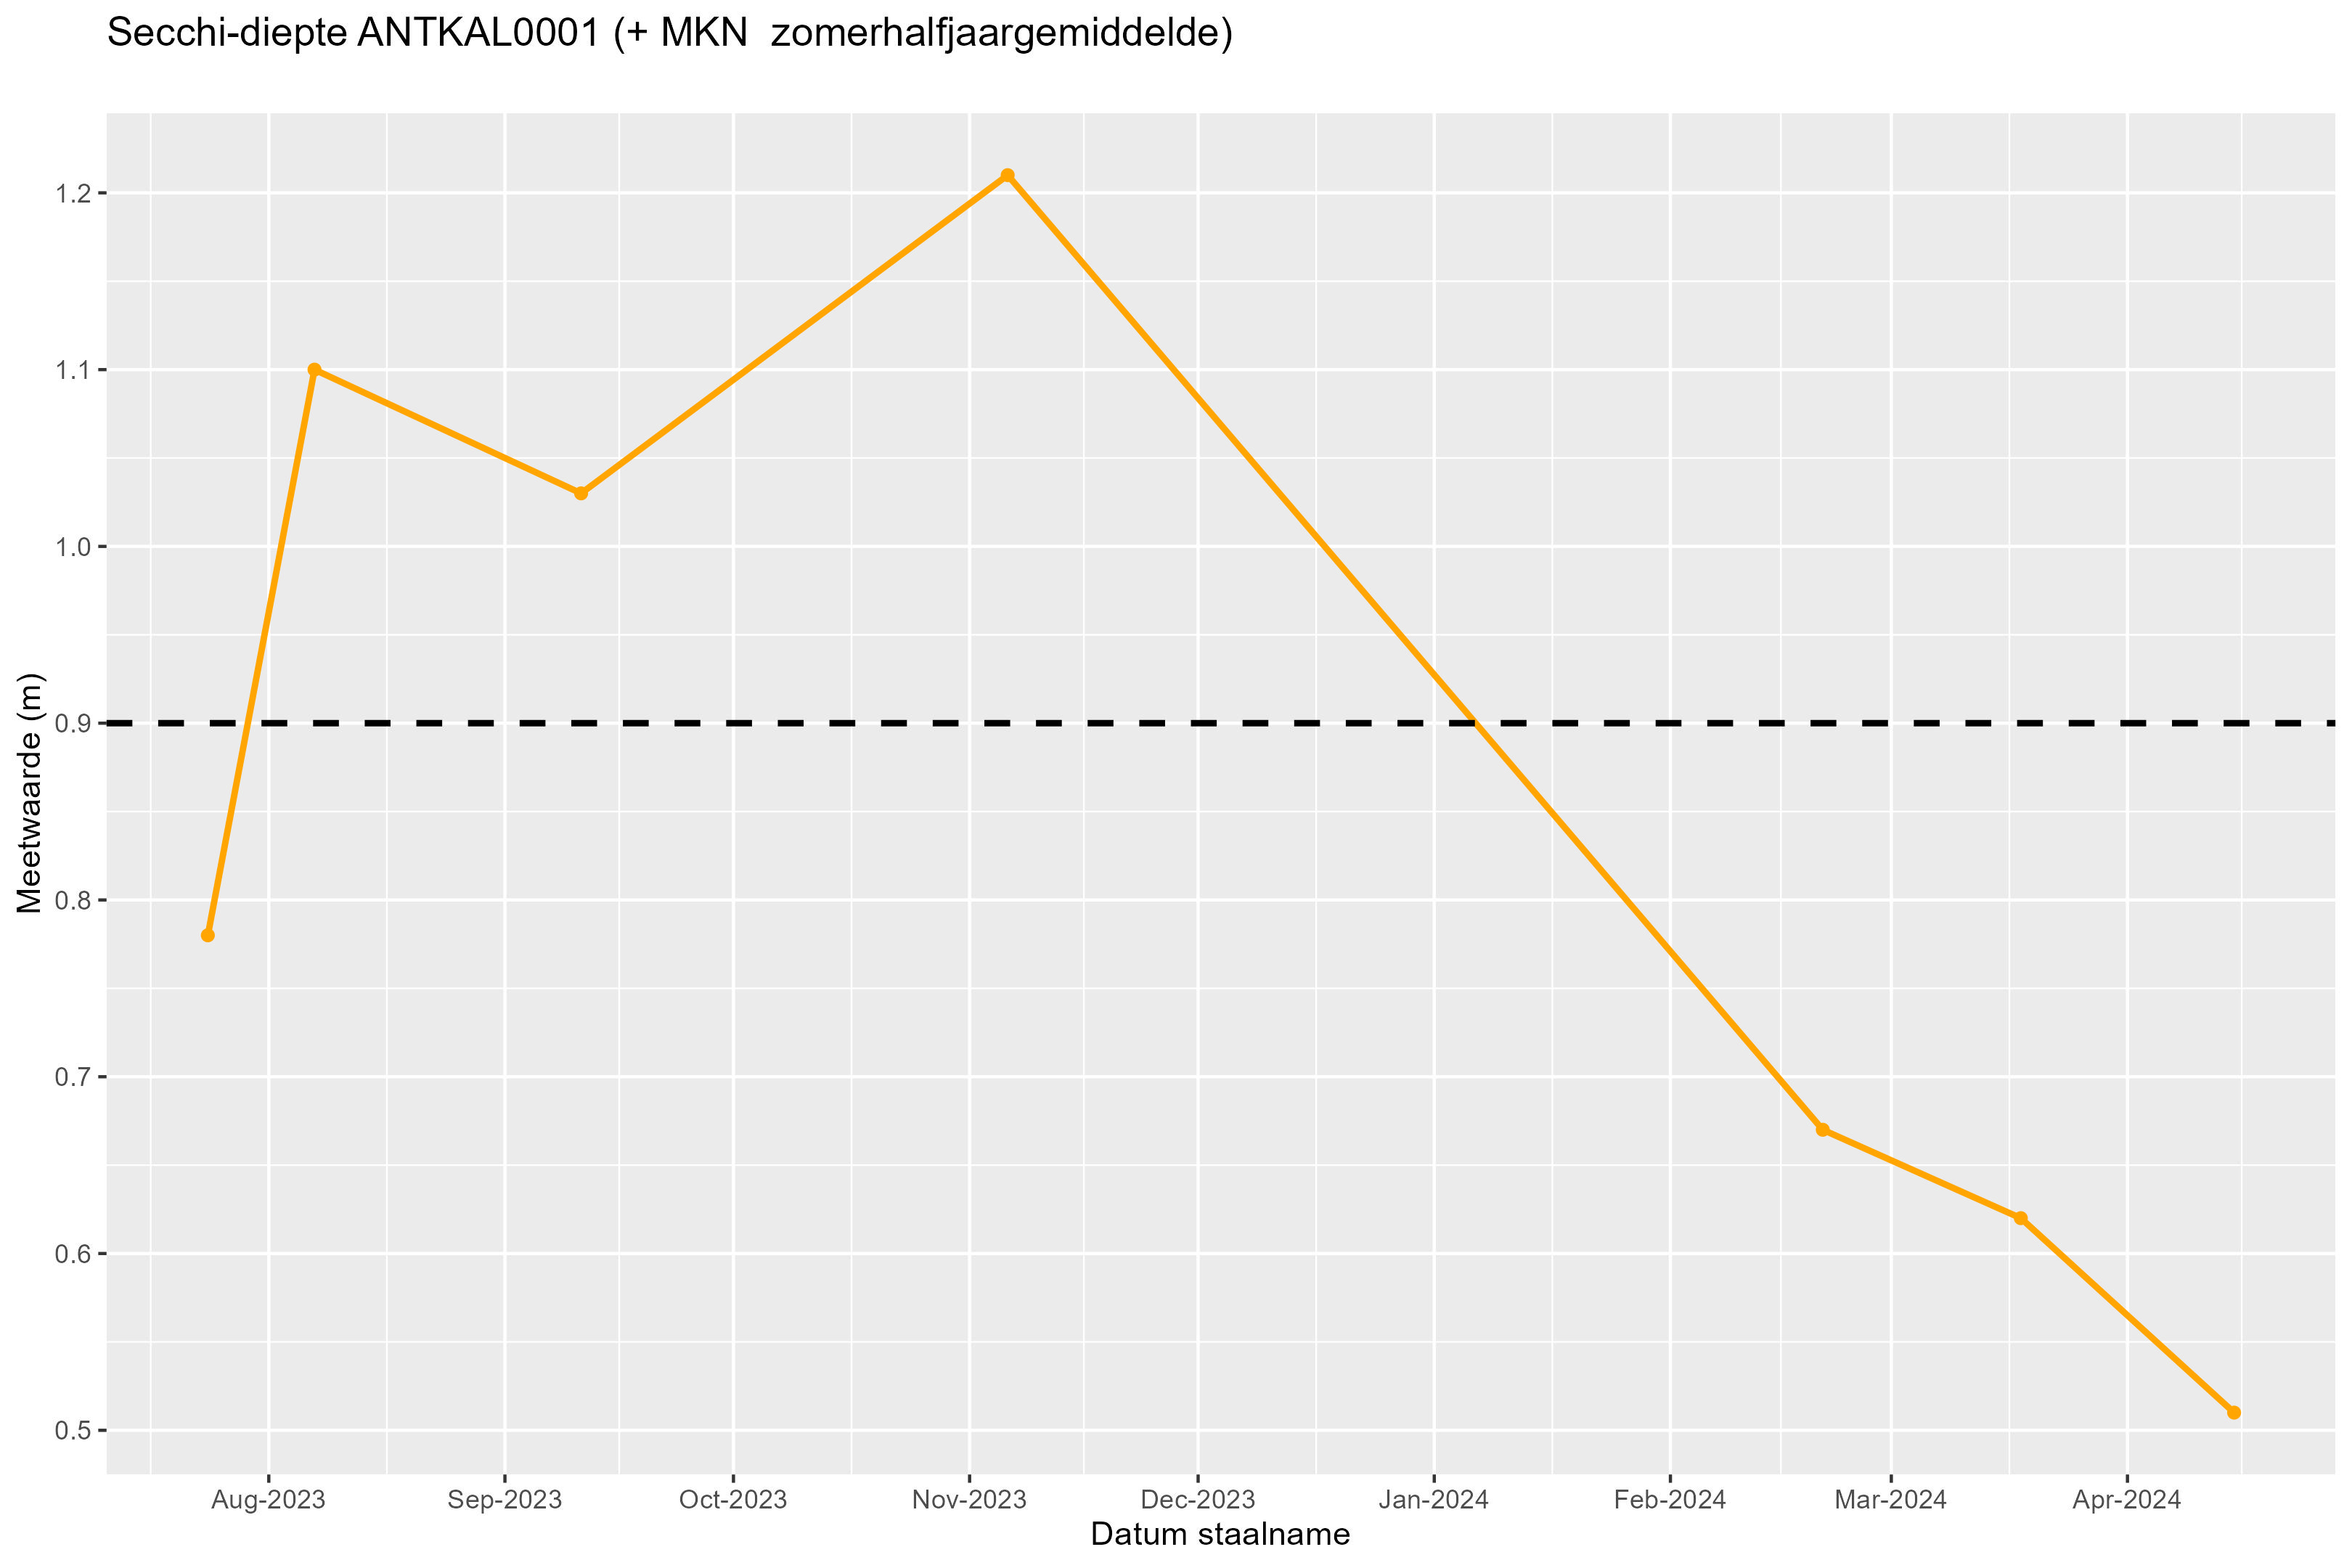 Secchi-diepte ANTKAL0001 (+ MKN  zomerhalfjaargemiddelde)
Meetwaarde (m)
1.2
1.1
1.0
0.9
0.8
0.7
0.6
0.5
Aug-2023 Sep-2023 Oct-2023 Nov-2023 Dec-2023 Jan-2024 Feb-2024 Mar-2024 Apr-2024
Datum staalname